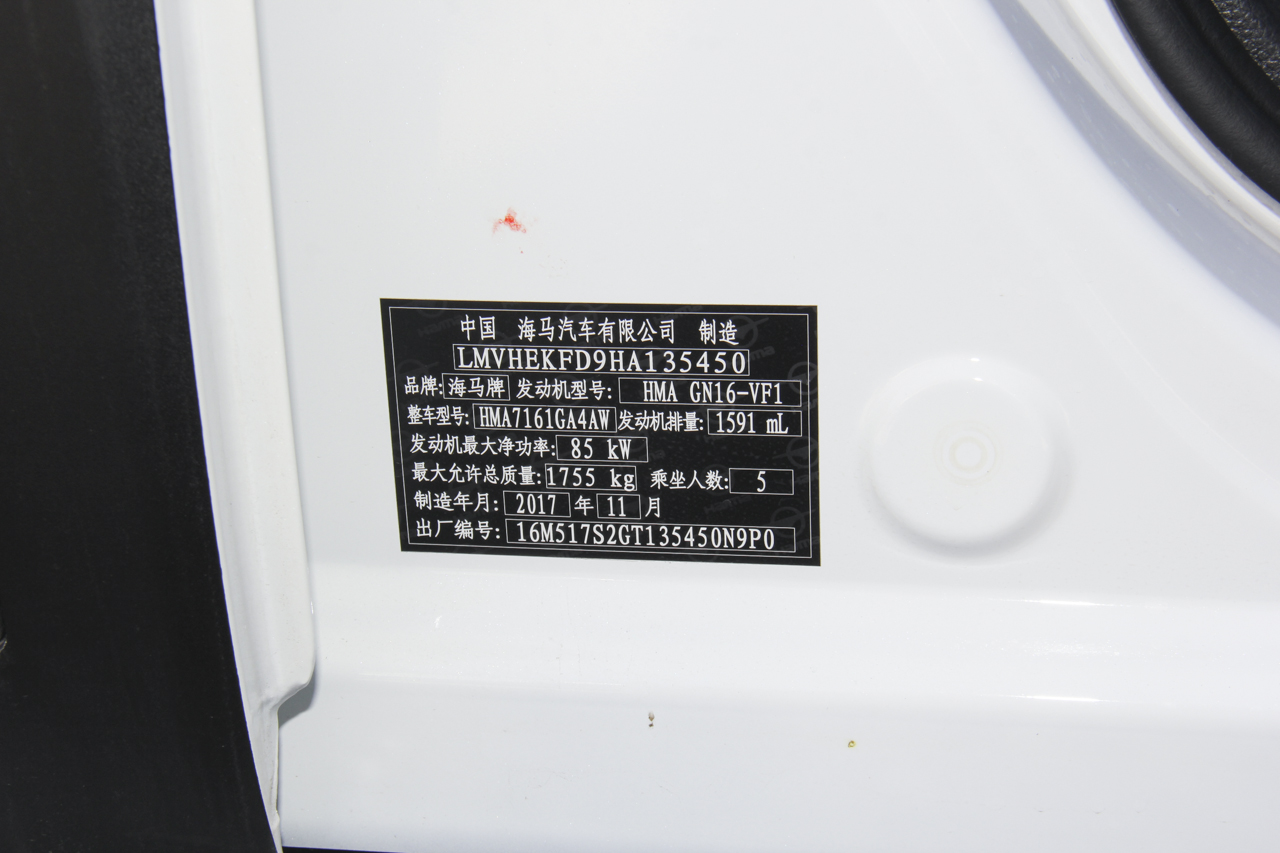 中国 海马汽车有限公司 制造
LMVHEKFD9HA135450
品牌: 海马牌 发动机型号: HMA GN16-VF1
整车型号: HMA7161GA4AW 发动机排量: 1591 mL
发动机最大净功率: 85 kW
最大允许总质量: 1755 kg 乘坐人数: 5
制造年月: 2017 年 11 月
出厂编号: 16M517S2GT135450N9P0